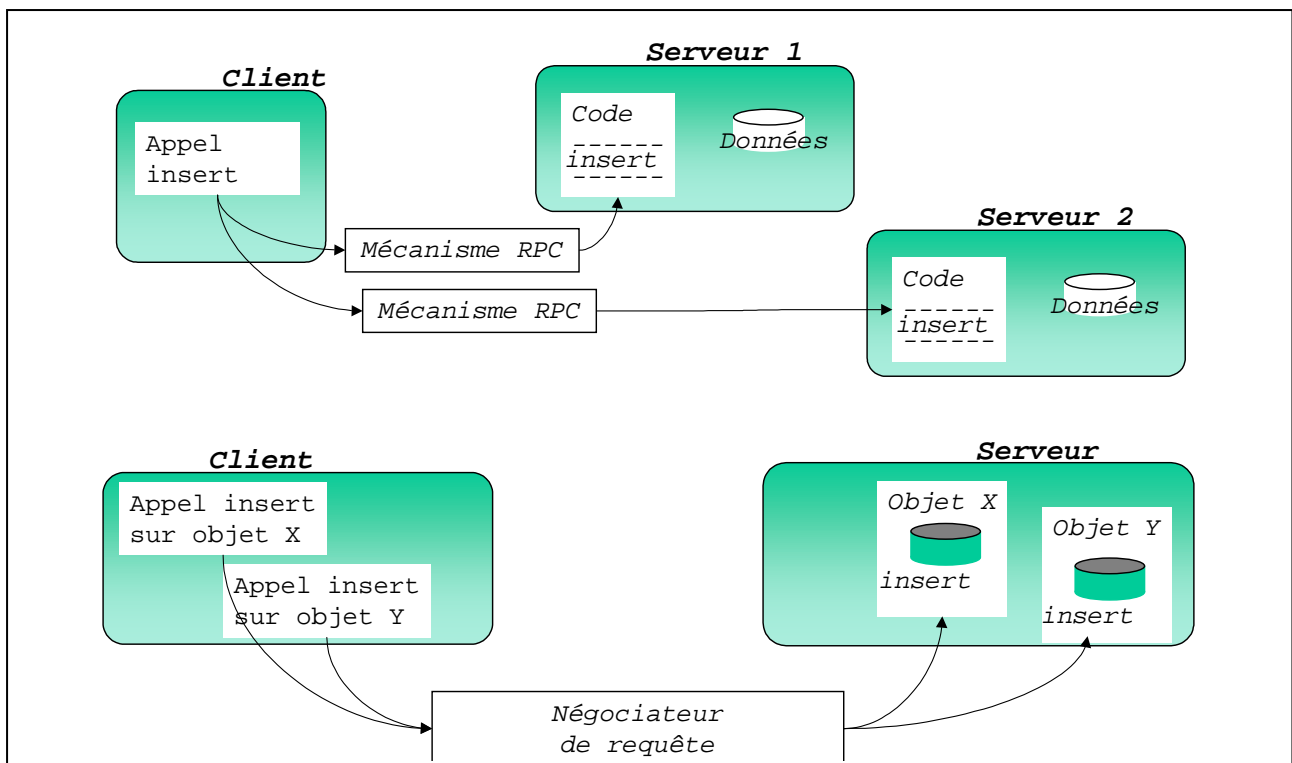 Serveur 1
Client
Code
------
insert
------
Données
Appel
insert
Serveur 2
Mécanisme RPC
Code
------
insert
------
Données
Mécanisme RPC
Client
Serveur
Appel insert
sur objet X
Objet X
insert
Objet Y
insert
Appel insert
sur objet Y
Négociateur
de requête